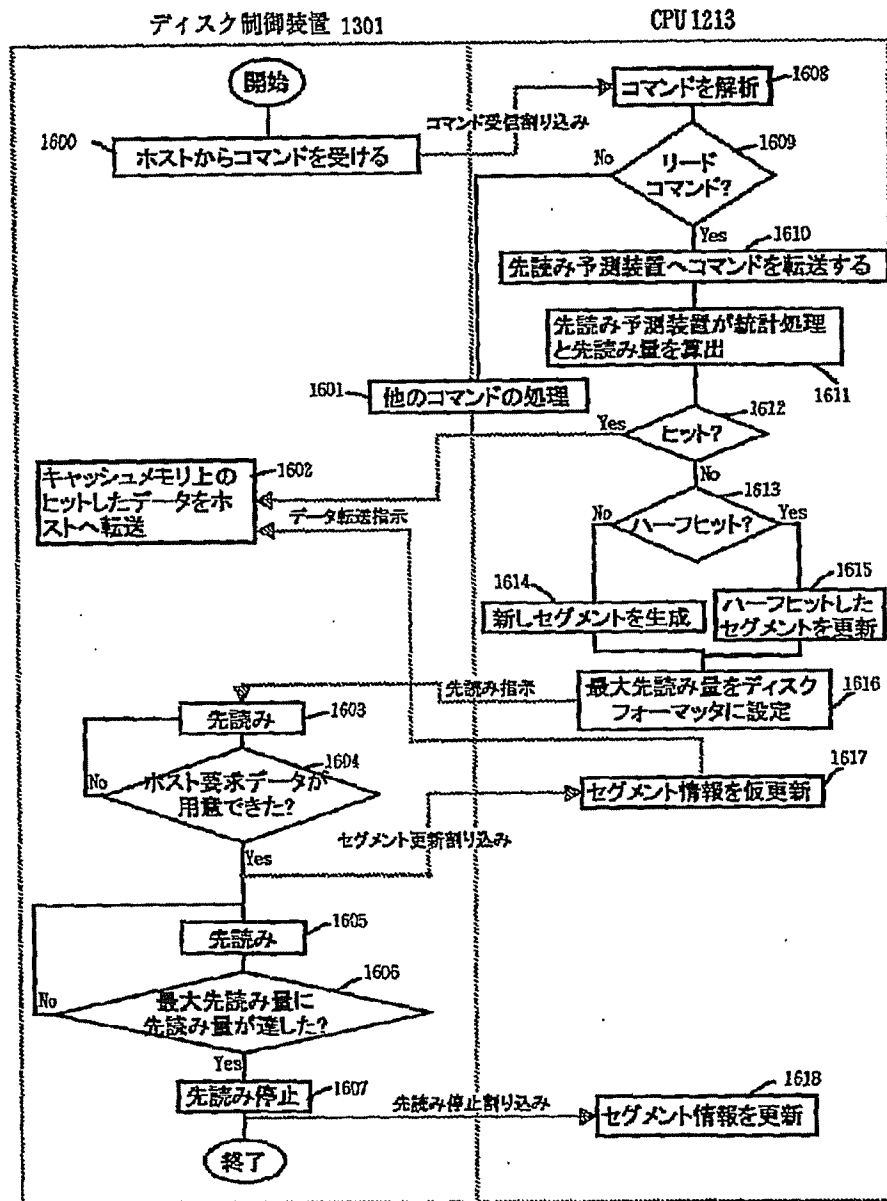 ディスク制御装置 1301
CPU 1213
開始
1600
ホストからコマンドを受ける
コマンド受信割り込み
コマンドを解析
1608
No
リード
コマンド?
1609
Yes
1610
先読み予測装置へコマンドを転送する
先読み予測装置が統計処理
と先読み量を算出
1611
1601
他のコマンドの処理
Yes
ヒット?
1612
No
キャッシュメモリ上の
ヒットしたデータをホ
ストへ転送
1602
データ転送指示
No
ハーフヒット?
1613
Yes
1614
新しセグメントを生成
1615
ハーフヒットした
セグメントを更新
先読み指示
最大先読み量をディスク
フォーマッタに設定
1616
先読み
1603
No
ホスト要求データが
用意できた?
1604
Yes
セグメント更新割り込み
セグメント情報を仮更新
1617
先読み
1605
No
最大先読み量に
先読み量が達した?
1606
Yes
先読み停止
1607
先読み停止割り込み
セグメント情報を更新
1618
終了